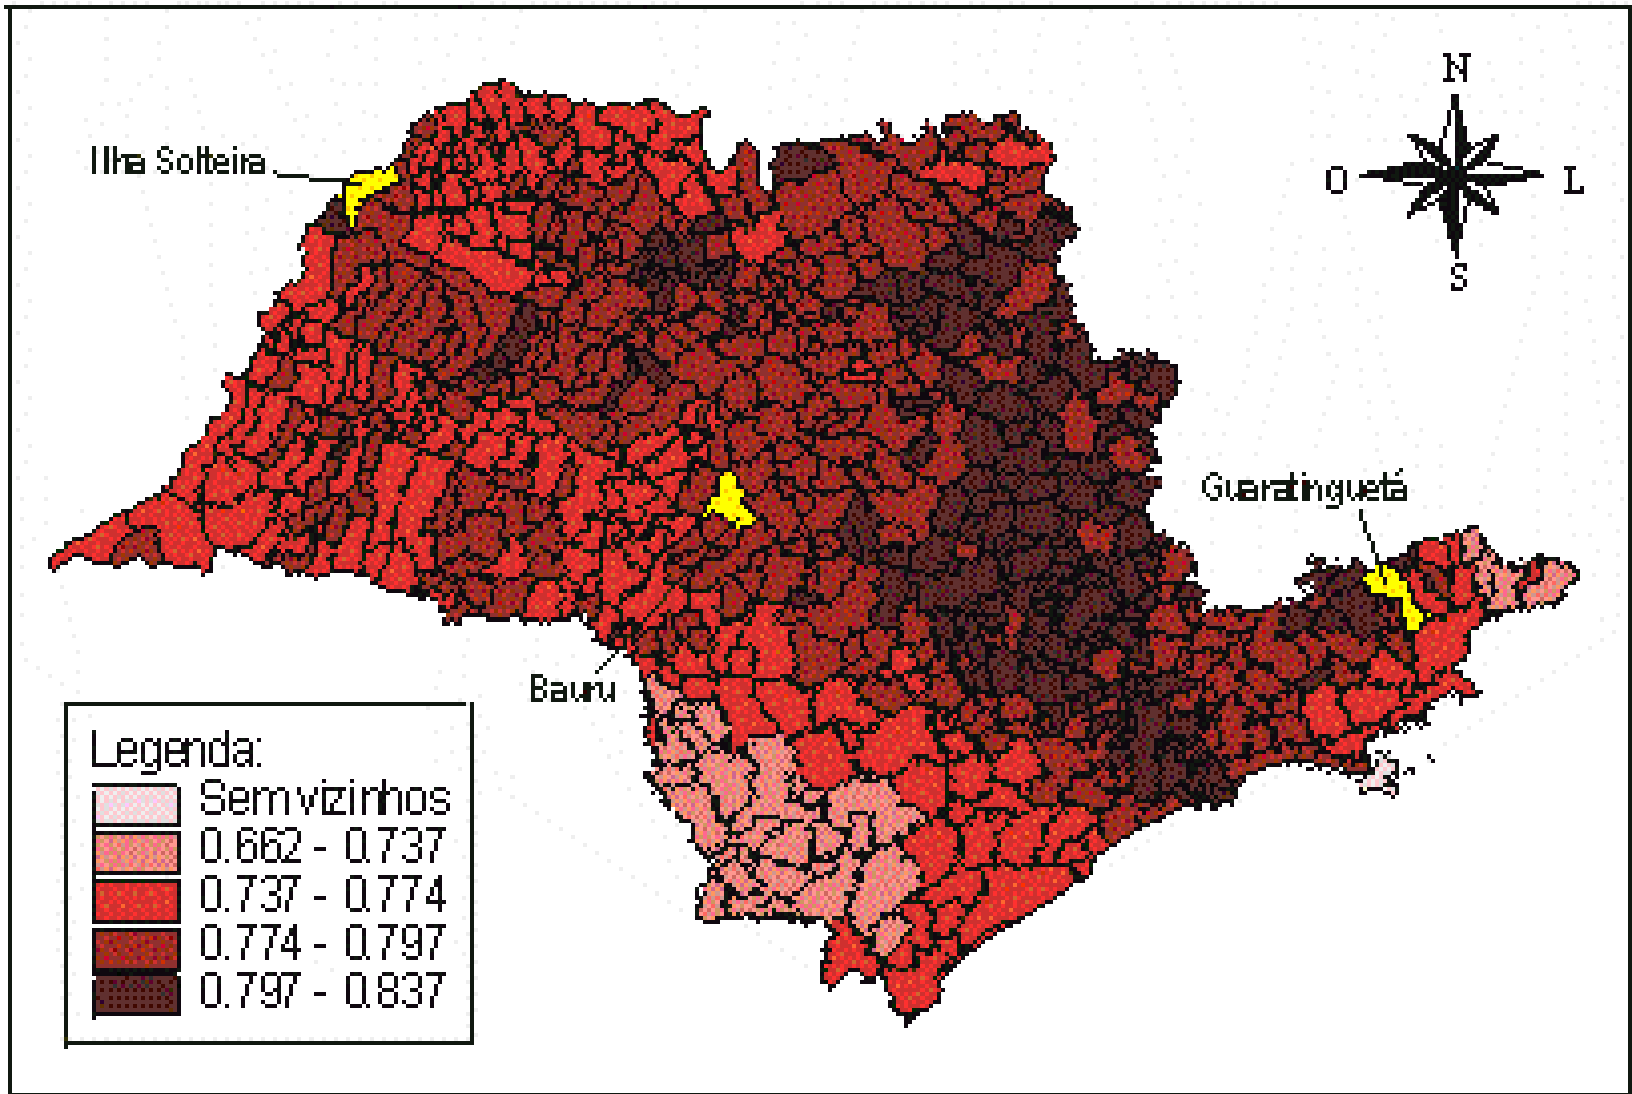 N
Ilha Solteira
O
L
S
Guaratinguetá
Bauru
Legenda:
Sem vizinhos
0.662 - 0.737
0.737 - 0.774
0.774 - 0.797
0.797 - 0.837